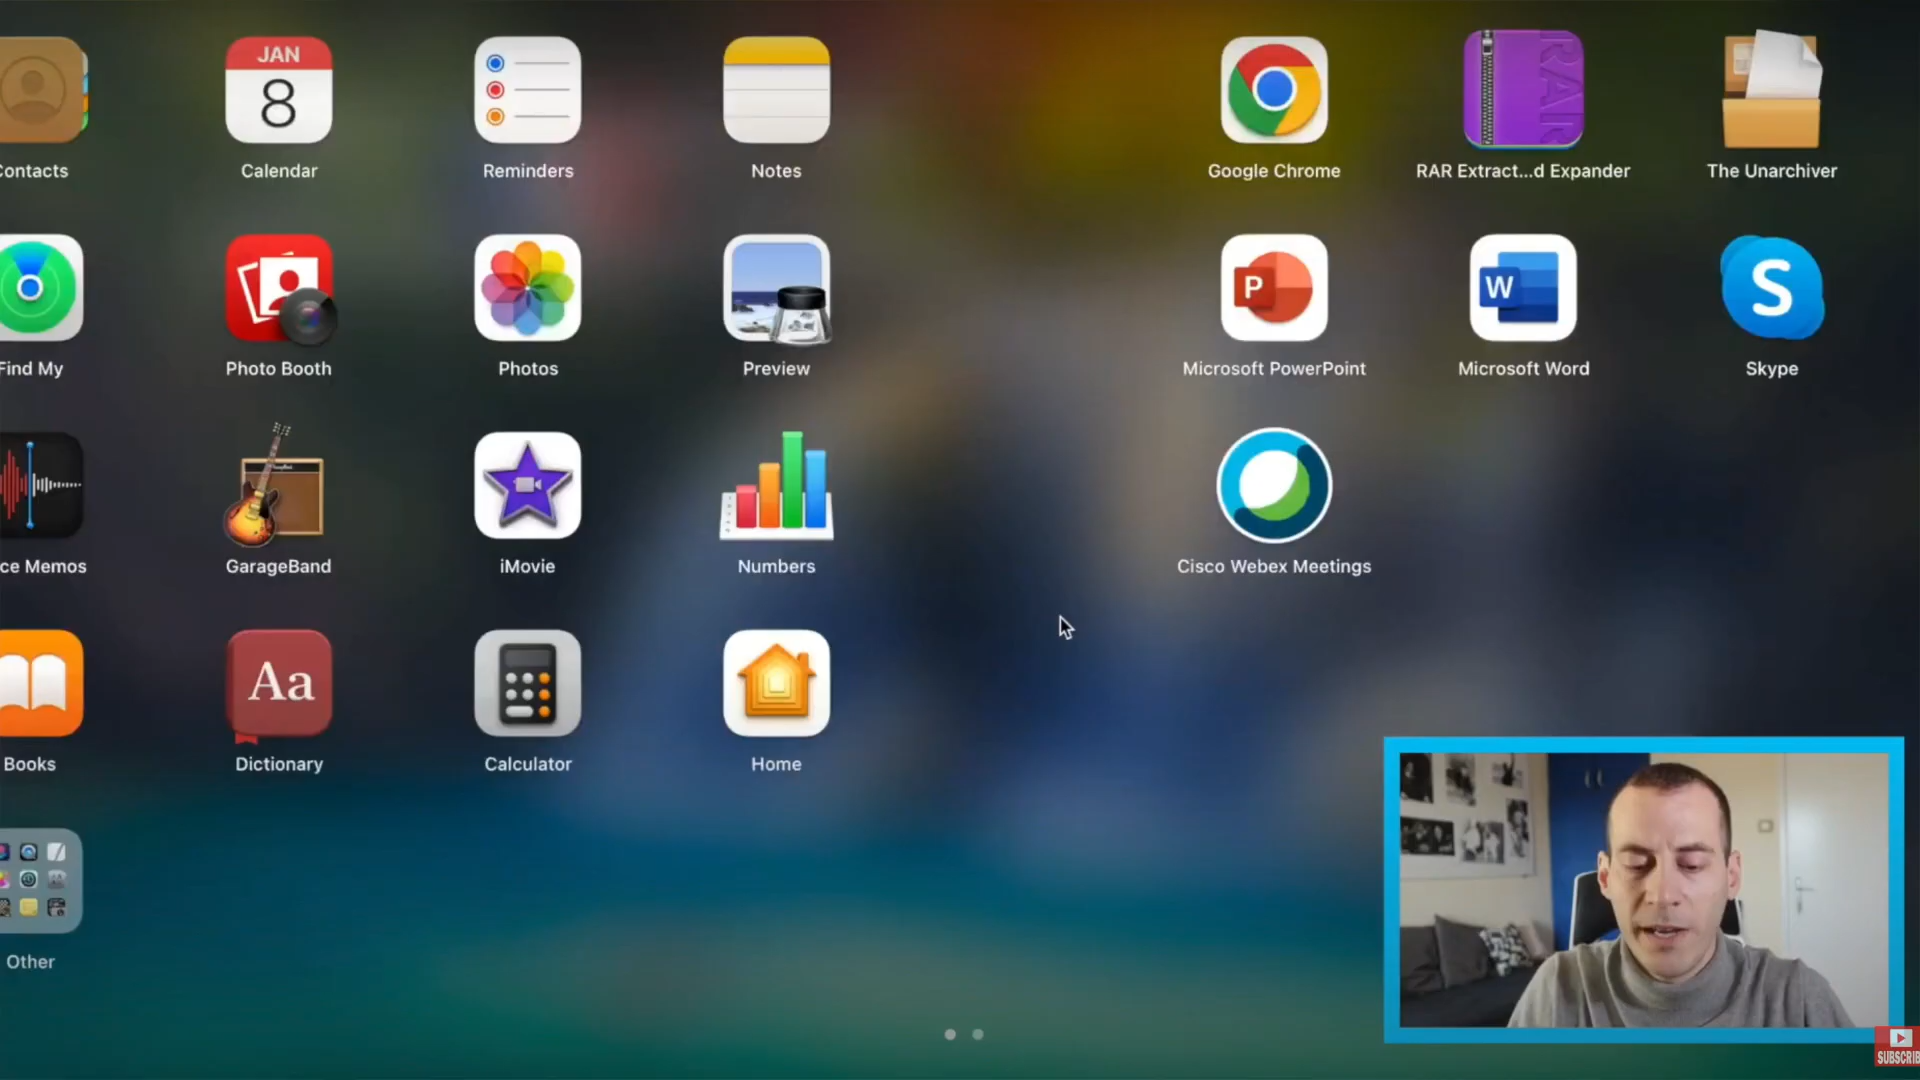 JAN
8
RAR
Contacts
Calendar
Reminders
Notes
Google Chrome
RAR Extract...d Expander
The Unarchiver
P
W
S
Find My
Photo Booth
Photos
Preview
Microsoft PowerPoint
Microsoft Word
Skype
ce Memos
GarageBand
iMovie
Numbers
Cisco Webex Meetings
Aa
Books
Dictionary
Calculator
Home
Other
SUBSCRIB